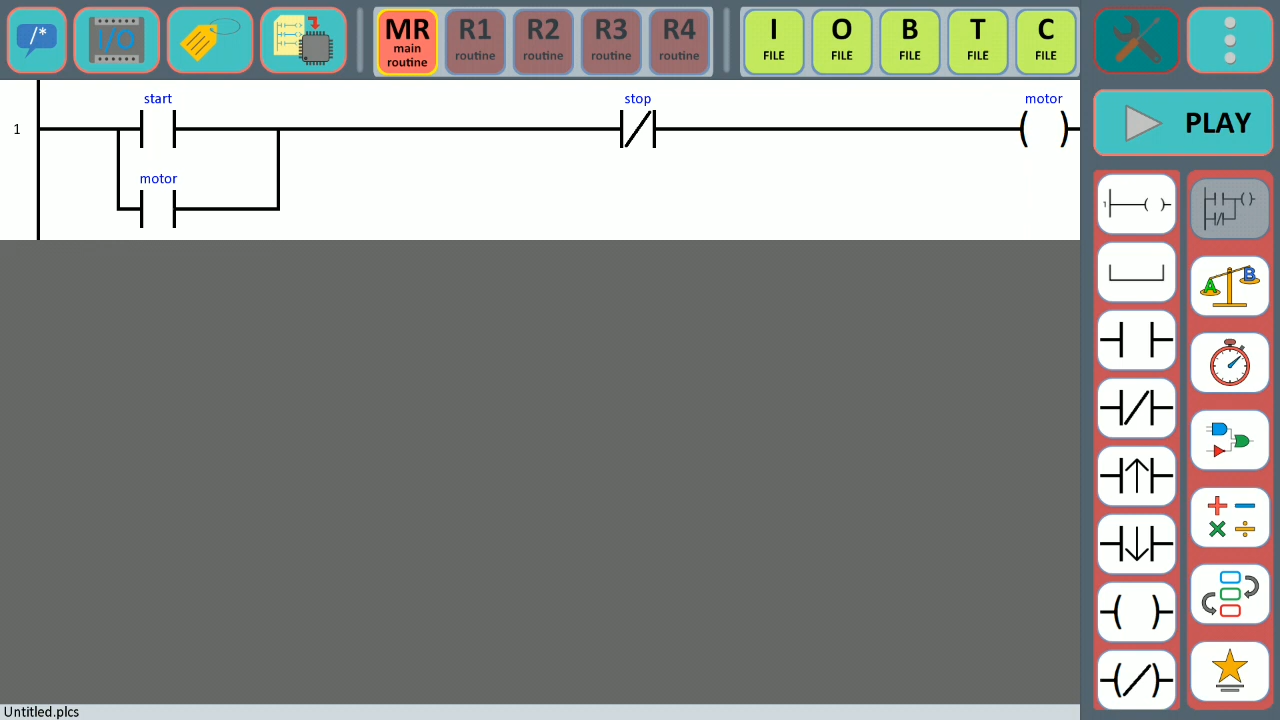 /*
I/O
MR
main
routine
R1
routine
R2
routine
R3
routine
R4
routine
I
FILE
O
FILE
B
FILE
T
FILE
C
FILE
PLAY
start
stop
motor
1
motor
1
A
B
Untitled.plcs